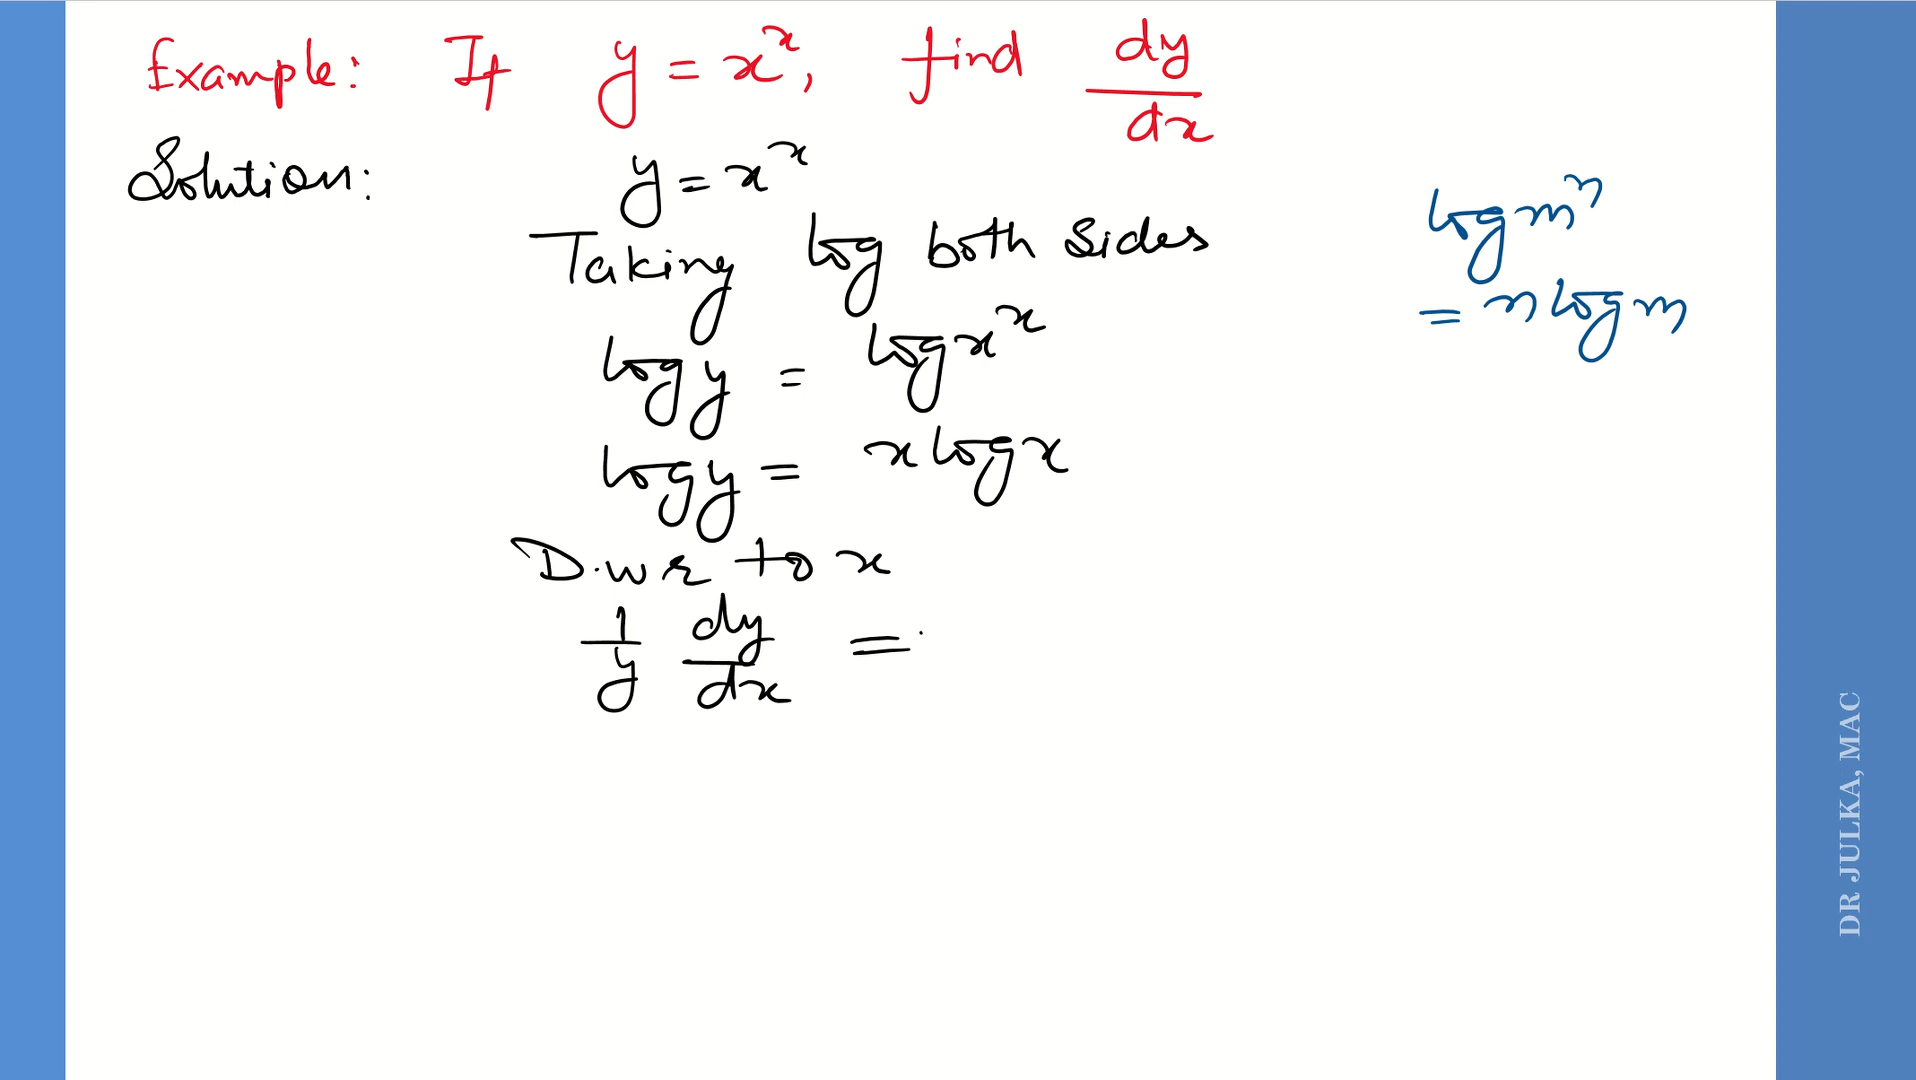 Example: If y = x^x, find dy/dx
Solution: y = x^x
Taking log both sides
log y = log x^x
log y = x log x
D.w r to x
1/y dy/dx =
log m^n
= n log m
DR JULKA, MAC